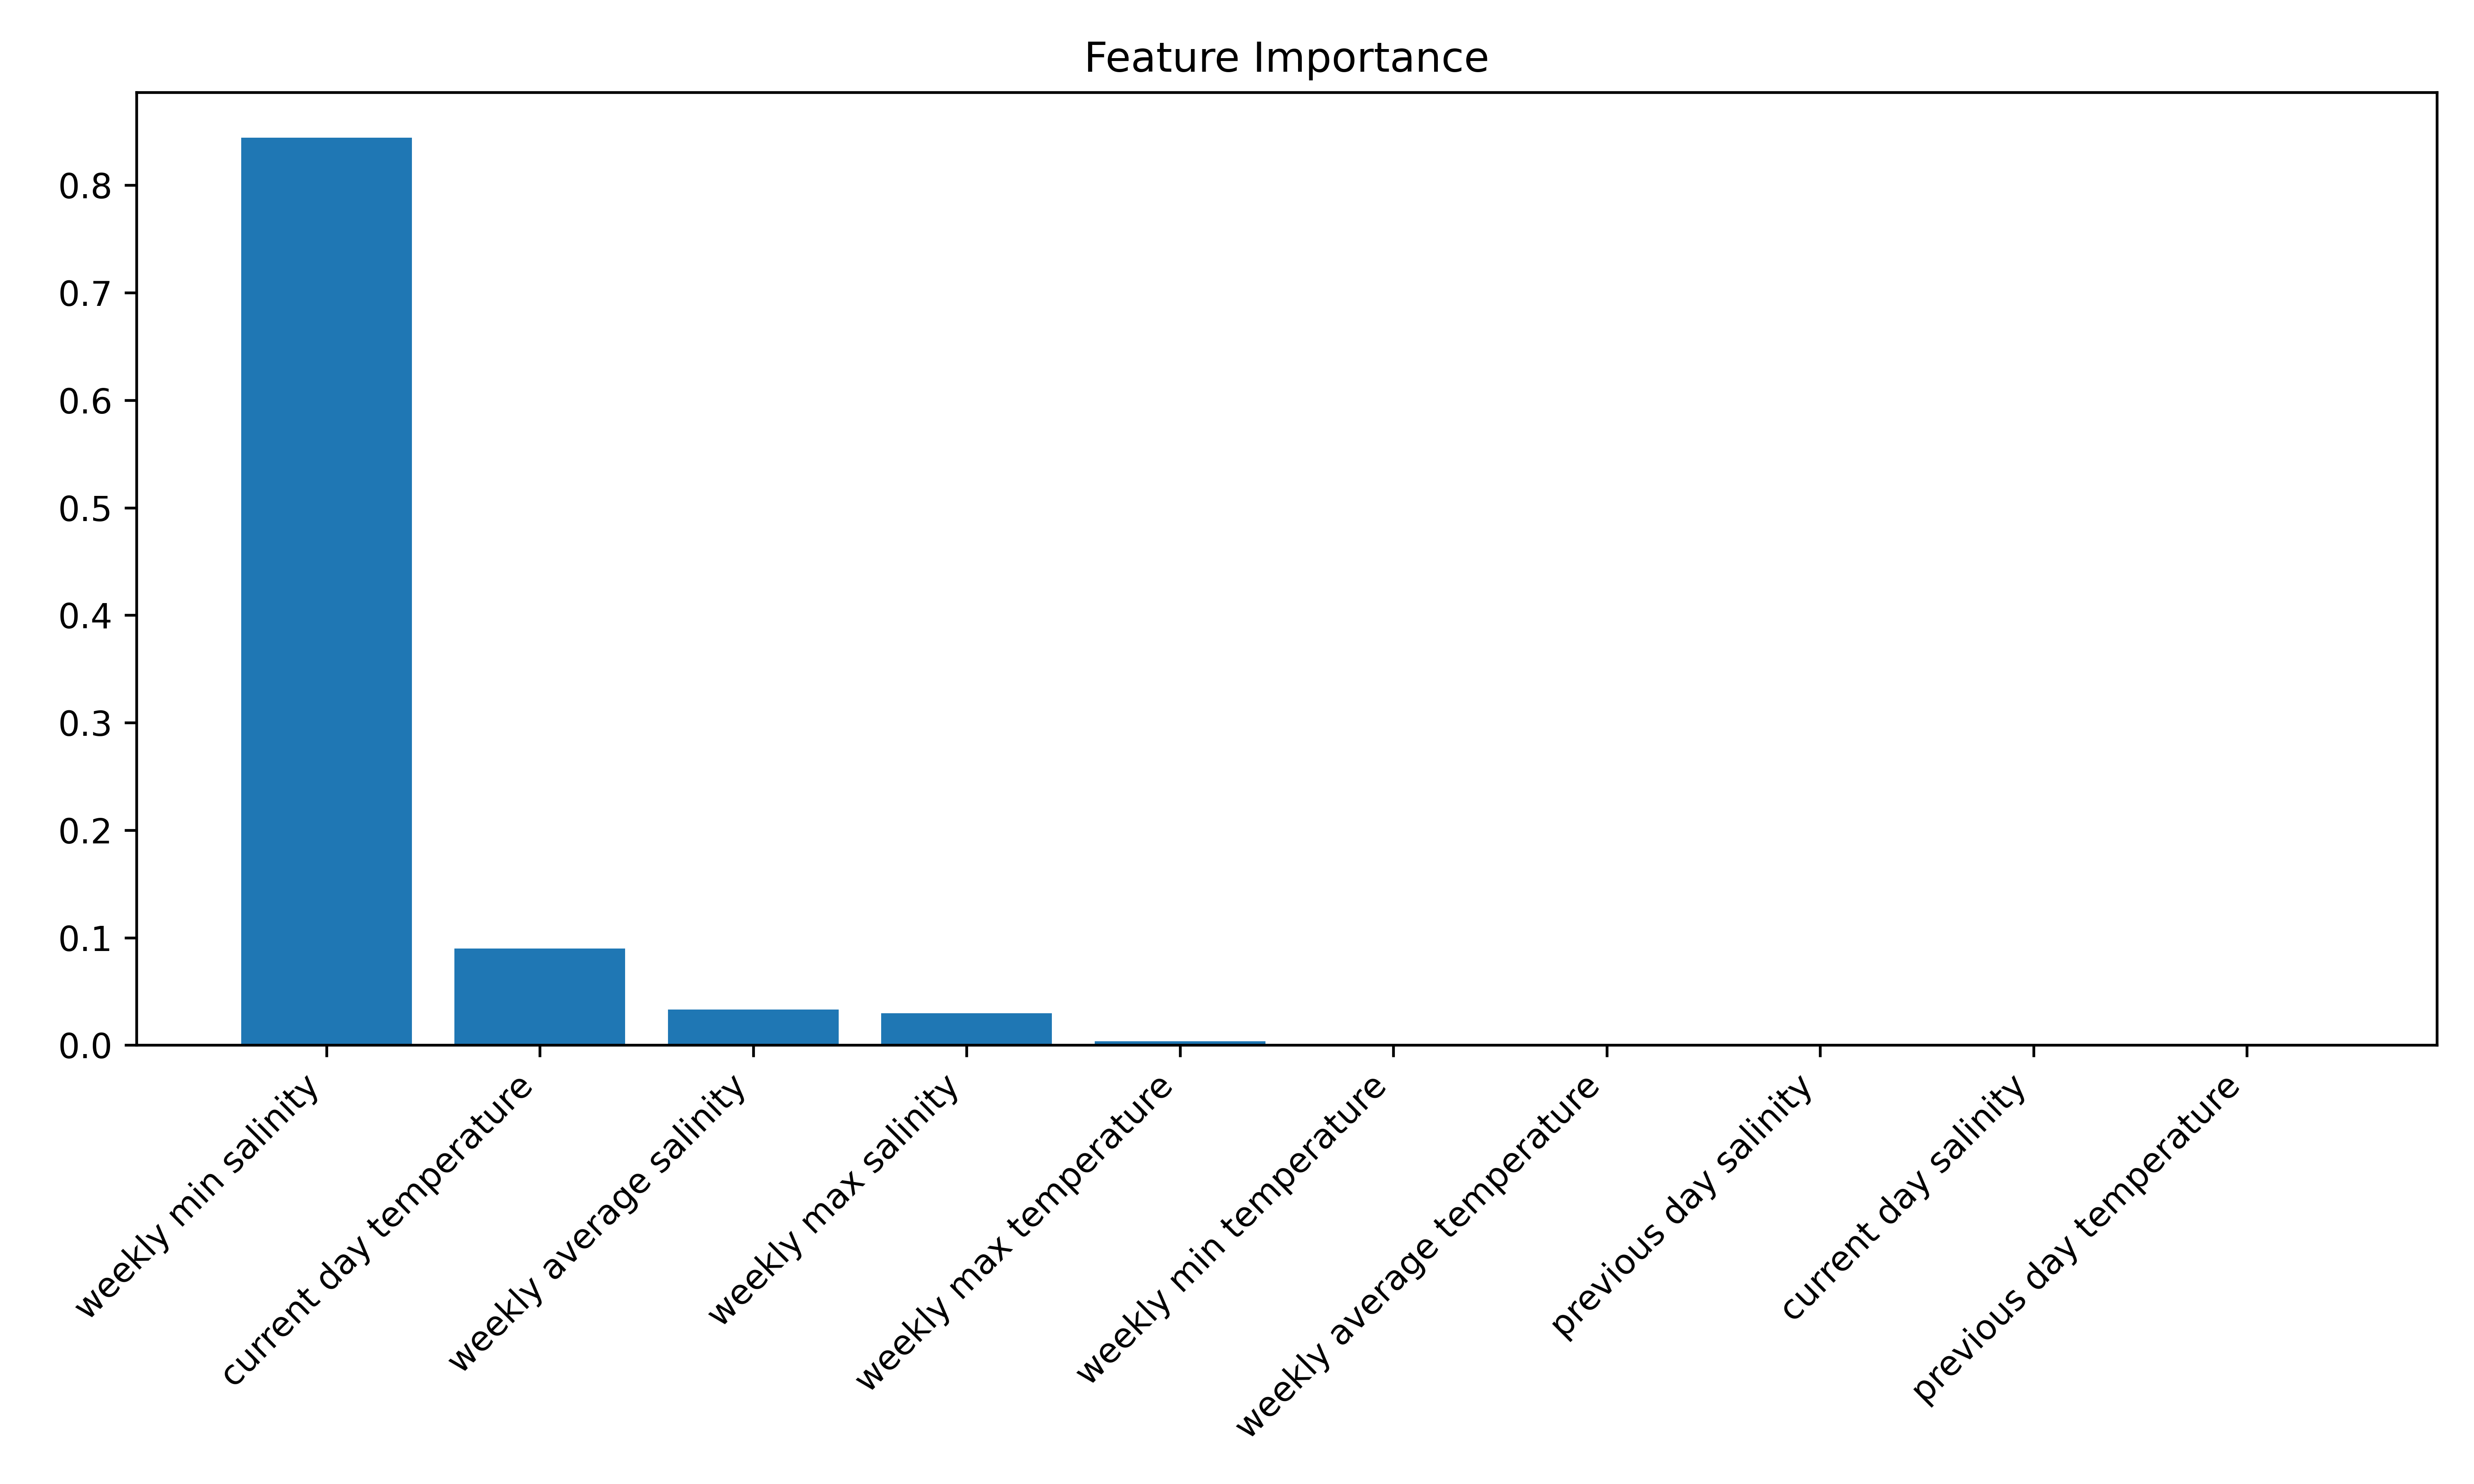 Feature Importance
0.8
0.7
0.6
0.5
0.4
0.3
0.2
0.1
0.0
weekly min salinity
current day temperature
weekly average salinity
weekly max salinity
weekly max temperature
weekly min temperature
weekly average temperature
previous day salinity
current day salinity
previous day temperature